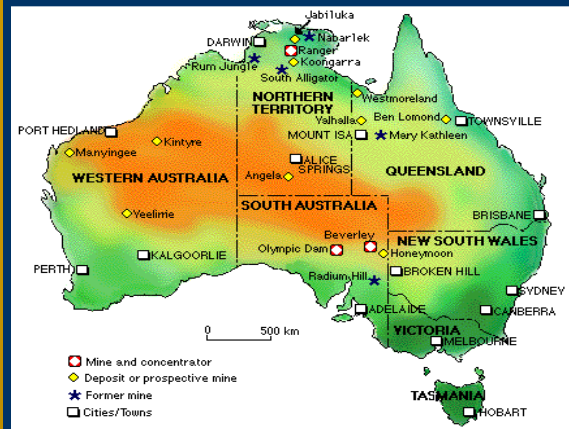 Jabiluka
DARWIN
Nabarlek
Ranger
Rum Jungle
Koongarra
South Alligator
NORTHERN
TERRITORY
Westmoreland
Valhalla
Ben Lomond
TOWNSVILLE
PORT HEDLAND
MOUNT ISA
Mary Kathleen
Kintyre
Manyingee
ALICE
SPRINGS
Angela
WESTERN AUSTRALIA
QUEENSLAND
SOUTH AUSTRALIA
Yeelirrie
BRISBANE
Beverley
NEW SOUTH WALES
Olympic Dam
Honeymoon
KALGOORLIE
PERTH
Radium Hill
BROKEN HILL
SYDNEY
ADELAIDE
CANBERRA
VICTORIA
MELBOURNE
0 500 km
Mine and concentrator
Deposit or prospective mine
Former mine
Cities/Towns
TASMANIA
HOBART